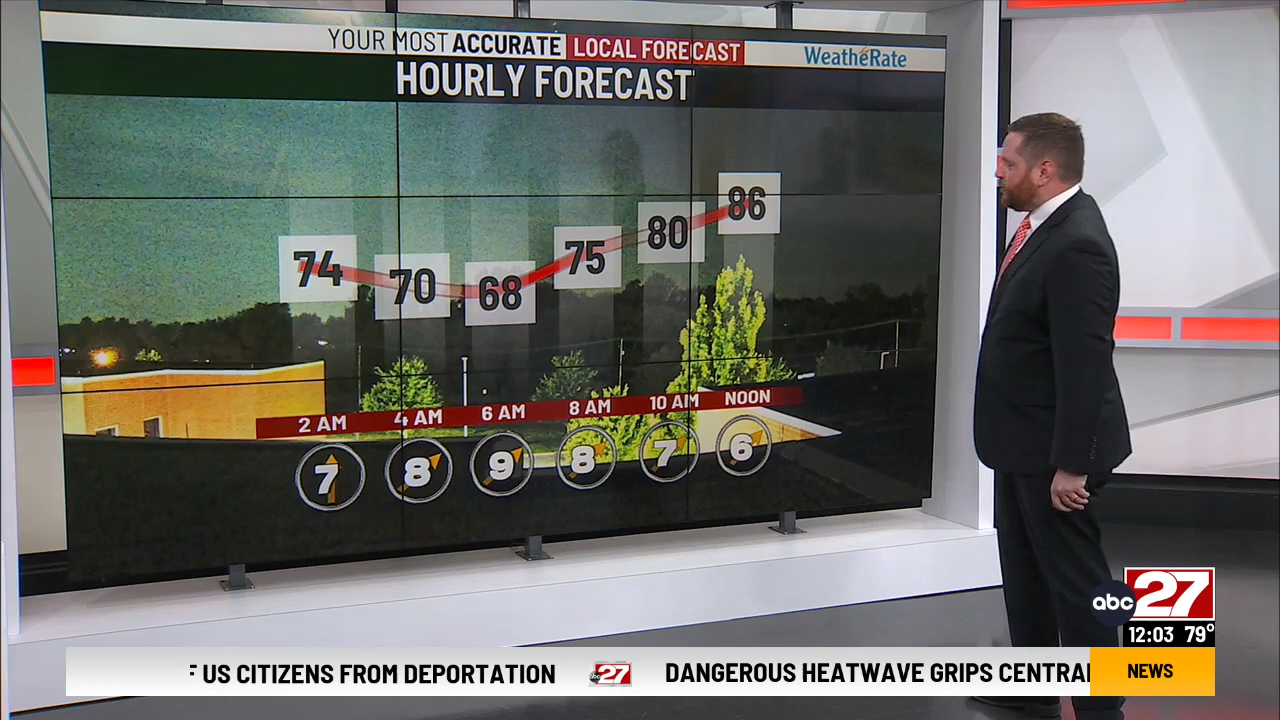 YOUR MOST ACCURATE LOCAL FORECAST WeatheRate
HOURLY FORECAST
74 70 68 75 80 86
2 AM 4 AM 6 AM 8 AM 10 AM NOON
7 8 9 8 7 6
abc 27
12:03 79°
US CITIZENS FROM DEPORTATION abc 27 DANGEROUS HEATWAVE GRIPS CENTRAL NEWS